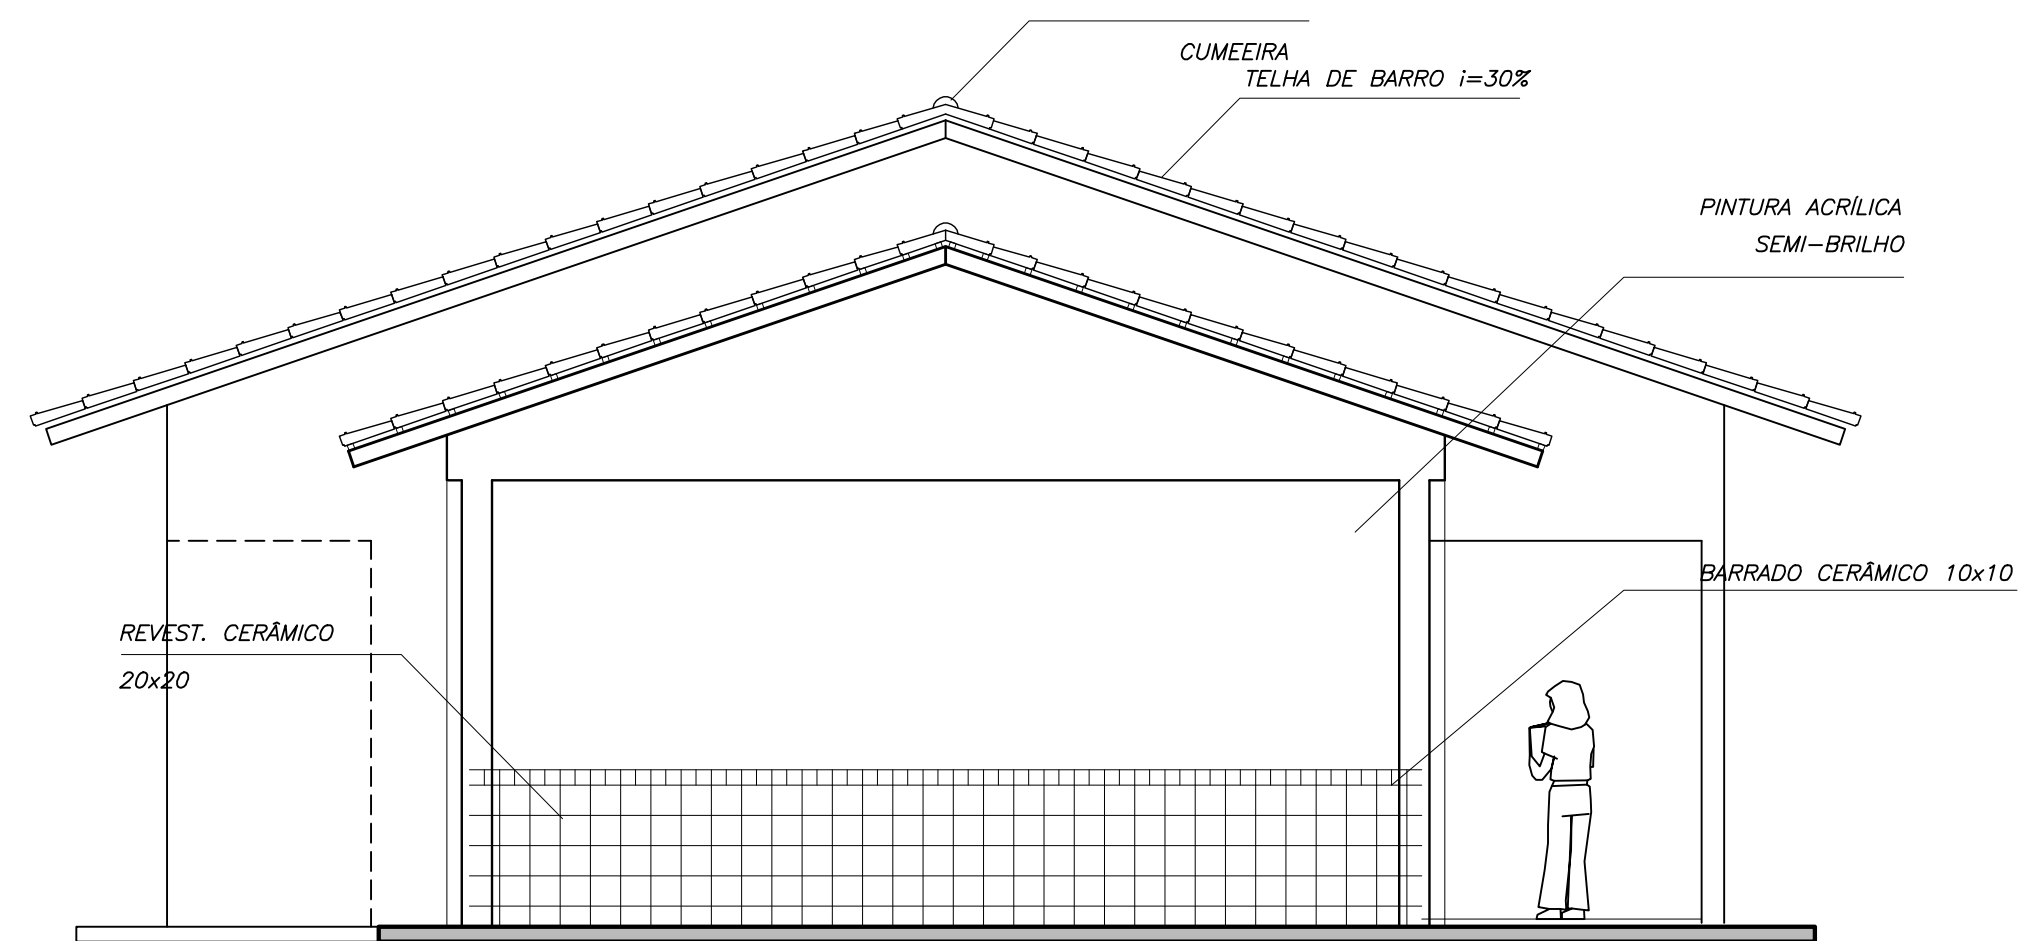 CUMEEIRA
TELHA DE BARRO i=30%
PINTURA ACRÍLICA
SEMI-BRILHO
BARRADO CERÂMICO 10x10
REVEST. CERÂMICO
20x20